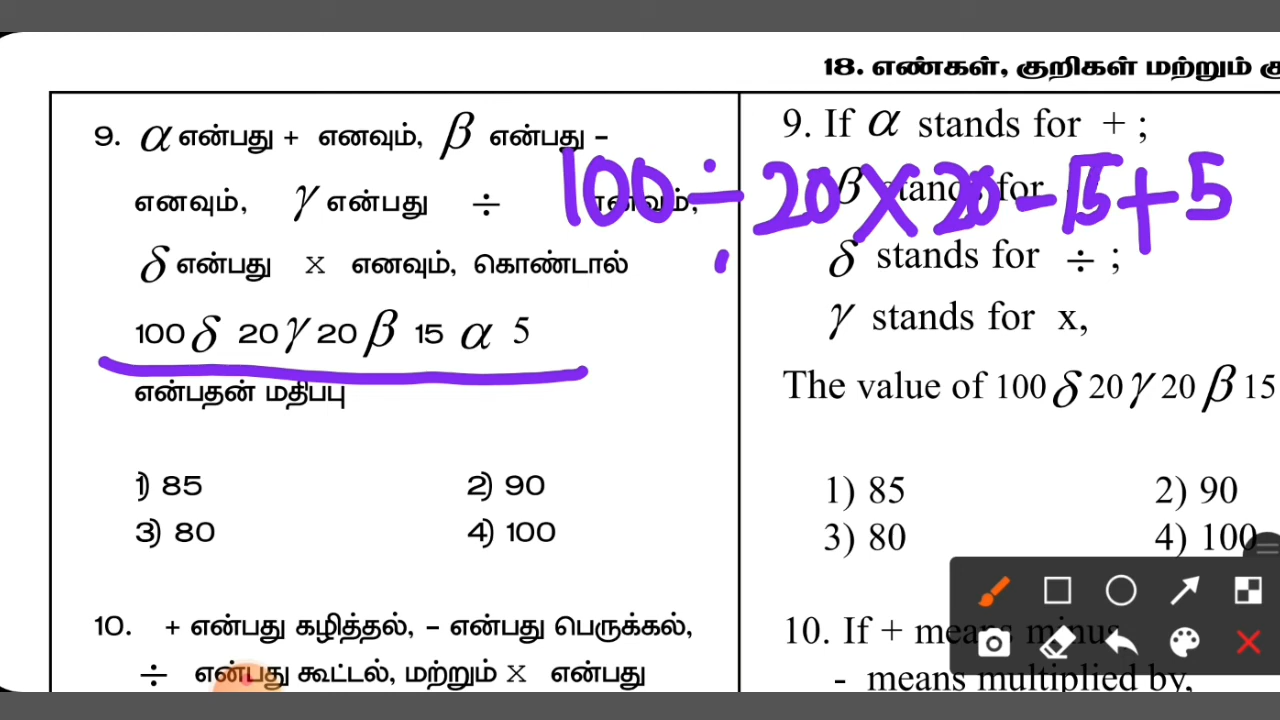 18. எண்கள், குறிகள் மற்றும்
9. α என்பது + எனவும், β என்பது –
எனவும், γ என்பது ÷ எனவும்,
δ என்பது x எனவும், கொண்டால்
100 δ 20 γ 20 β 15 α 5
என்பதன் மதிப்பு
1) 85 2) 90
3) 80 4) 100
10. + என்பது கழித்தல், – என்பது பெருக்கல்,
÷ என்பது கூட்டல், மற்றும் x என்பது
100 ÷ 20 × 20 – 15 + 5
9. If α stands for + ;
β stands for -
δ stands for ÷ ;
γ stands for x,
The value of 100 δ 20 γ 20 β 15
1) 85 2) 90
3) 80 4) 100
10. If + means minus
- means multiplied by,